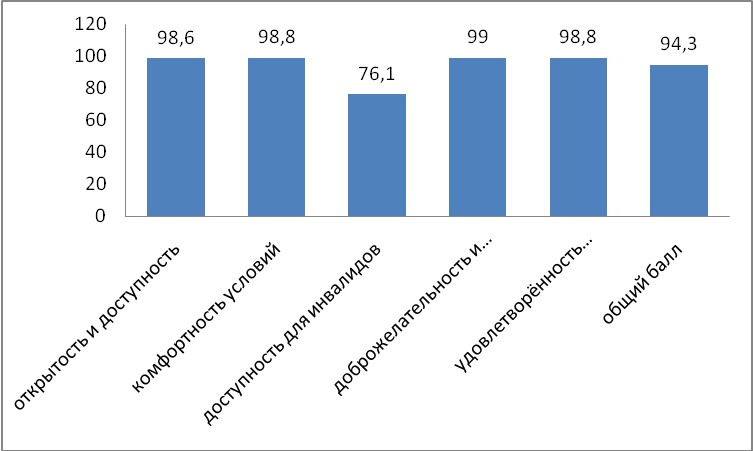 120
100
80
60
40
20
0
98,6
98,8
76,1
99
98,8
94,3
открытость и доступность
комфортность условий
доступность для инвалидов
доброжелательность и...
удовлетворённость...
общий балл